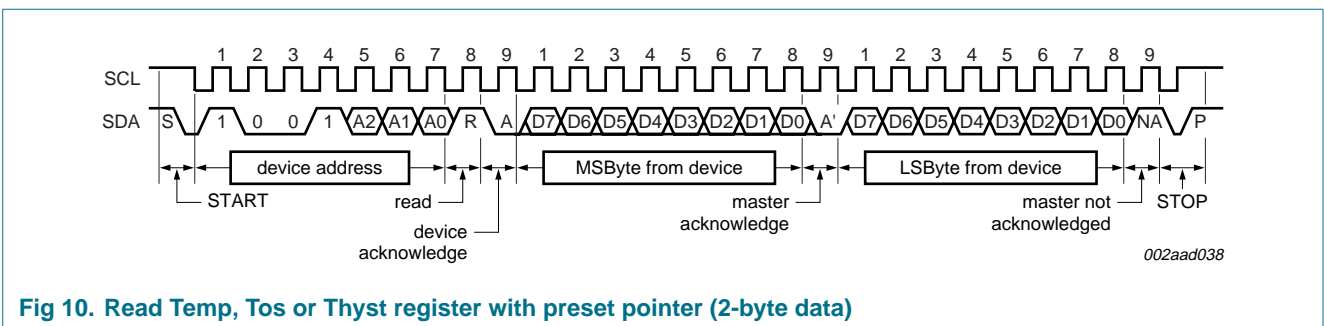 1 2 3 4 5 6 7 8 9 1 2 3 4 5 6 7 8 9 1 2 3 4 5 6 7 8 9
SCL
SDA S 1 0 0 1 A2 A1 A0 R A D7 D6 D5 D4 D3 D2 D1 D0 A' D7 D6 D5 D4 D3 D2 D1 D0 NA P
device address MSByte from device LSByte from device
START read master master not STOP
device acknowledge acknowledged
acknowledge 002aad038
Fig 10. Read Temp, Tos or Thyst register with preset pointer (2-byte data)